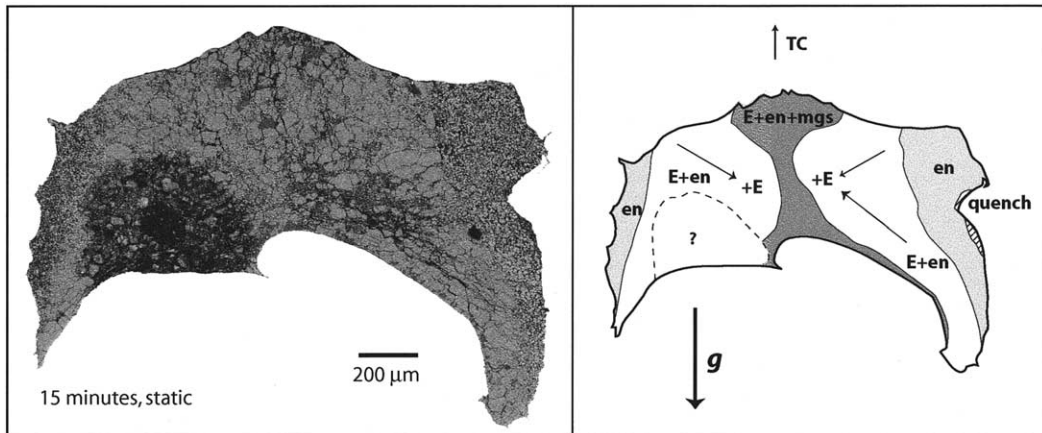 15 minutes, static
200 μm
TC
E+en+mgs
E+en
+E
+E
en
en
quench
?
E+en
g